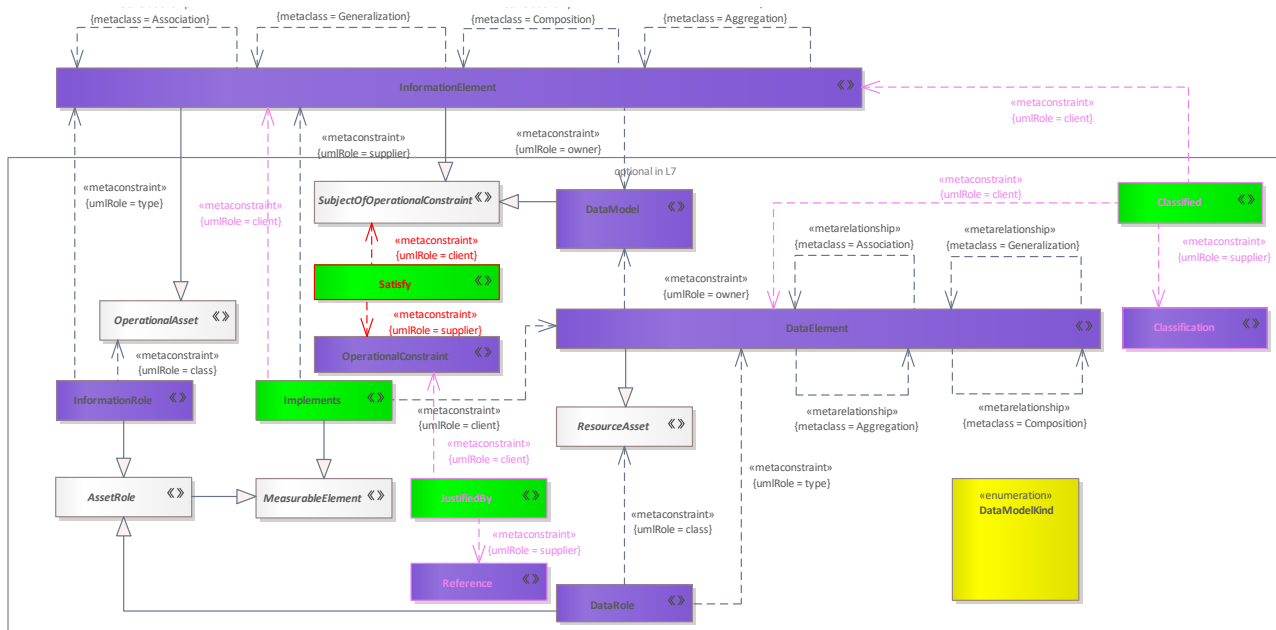 {metaclass = Association}
{metaclass = Generalization}
{metaclass = Composition}
{metaclass = Aggregation}
InformationElement
«metaconstraint»
{umlRole = client}
«metaconstraint»
{umlRole = supplier}
«metaconstraint»
{umlRole = owner}
optional in L7
«metaconstraint»
{umlRole = type}
«metaconstraint»
{umlRole = client}
SubjectOfOperationalConstraint
DataModel
«metaconstraint»
{umlRole = client}
Classified
«metaconstraint»
{umlRole = client}
«metarelationship»
{metaclass = Association}
«metarelationship»
{metaclass = Generalization}
«metaconstraint»
{umlRole = supplier}
Satisfy
«metaconstraint»
{umlRole = owner}
OperationalAsset
«metaconstraint»
{umlRole = supplier}
DataElement
Classification
OperationalConstraint
«metaconstraint»
{umlRole = class}
InformationRole
Implements
«metaconstraint»
{umlRole = client}
ResourceAsset
«metarelationship»
{metaclass = Aggregation}
«metarelationship»
{metaclass = Composition}
«metaconstraint»
{umlRole = client}
«metaconstraint»
{umlRole = type}
AssetRole
MeasurableElement
JustifiedBy
«enumeration»
DataModelKind
«metaconstraint»
{umlRole = class}
«metaconstraint»
{umlRole = supplier}
Reference
DataRole